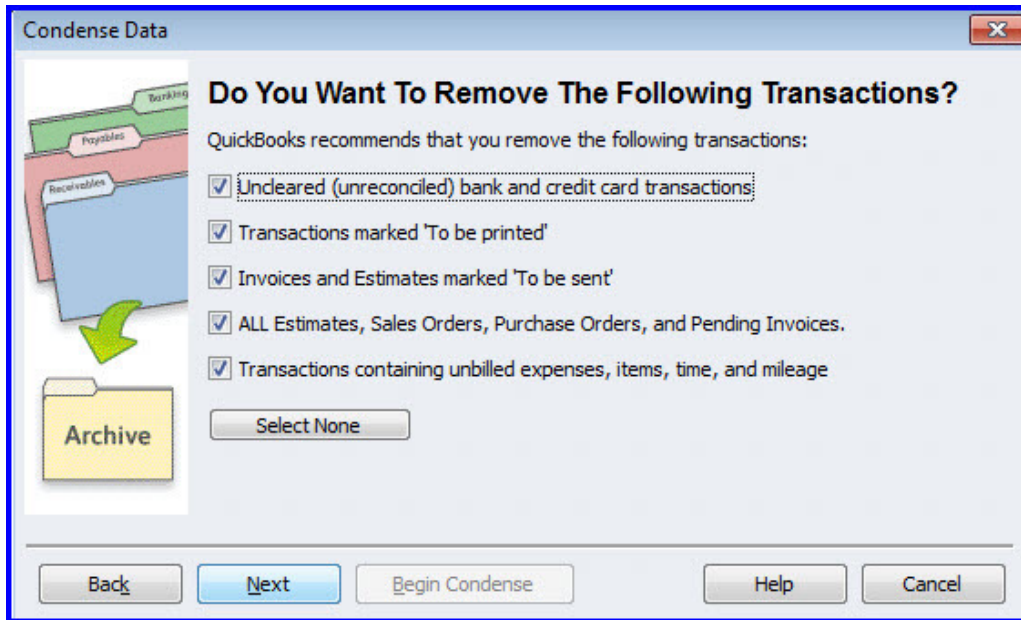 Condense Data
Banking
Payables
Receivables
Archive
Do You Want To Remove The Following Transactions?
QuickBooks recommends that you remove the following transactions:
Uncleared (unreconciled) bank and credit card transactions
Transactions marked 'To be printed'
Invoices and Estimates marked 'To be sent'
ALL Estimates, Sales Orders, Purchase Orders, and Pending Invoices.
Transactions containing unbilled expenses, items, time, and mileage
Select None
Back Next Begin Condense Help Cancel